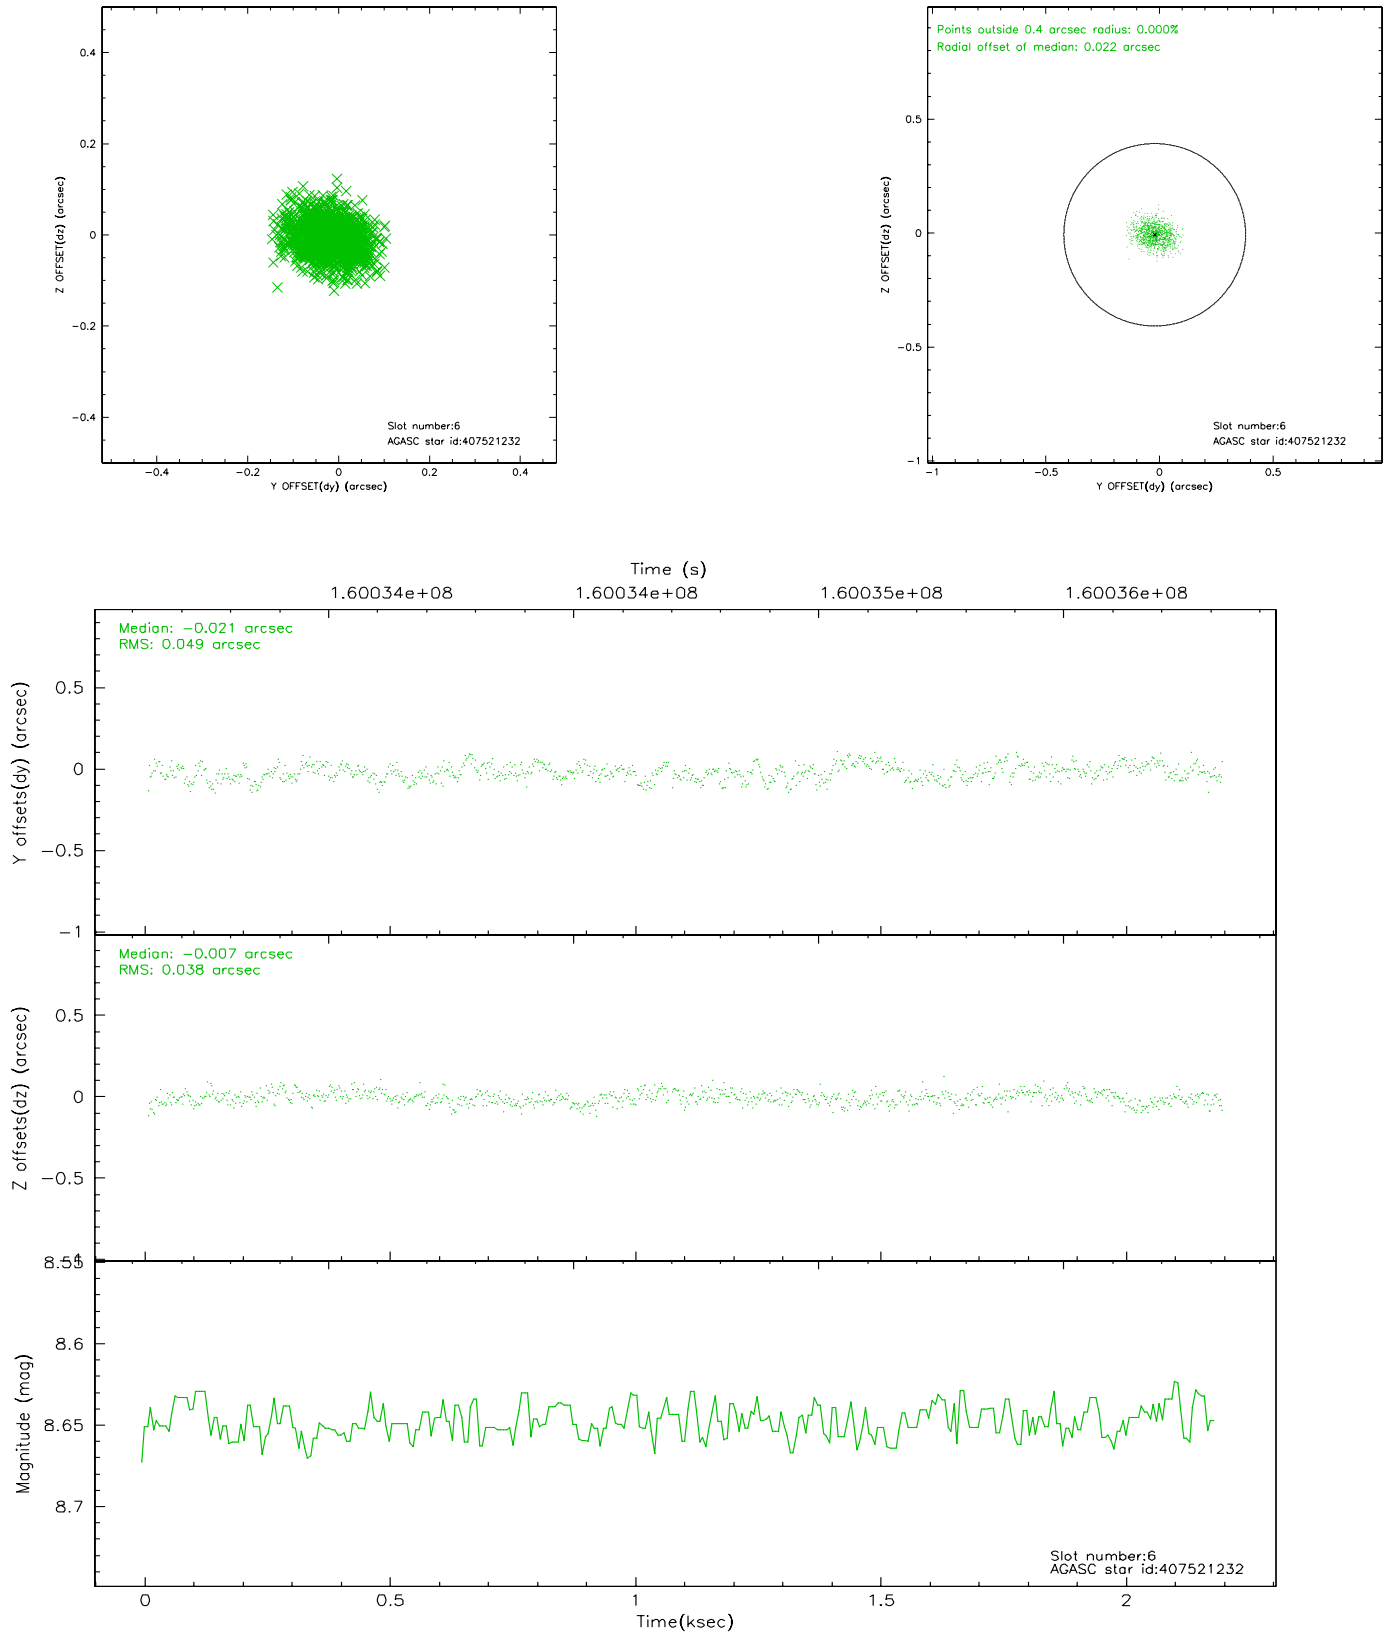 0.4
0.2
0
−0.2
−0.4
Z OFFSET(dz) (arcsec)
Slot number:6
AGASC star id:407521232
−0.4 −0.2 0 0.2 0.4
Y OFFSET(dy) (arcsec)
Points outside 0.4 arcsec radius: 0.000%
Radial offset of median: 0.022 arcsec
0.5
0
−0.5
−1
Z OFFSET(dz) (arcsec)
Slot number:6
AGASC star id:407521232
−1 −0.5 0 0.5
Y OFFSET(dy) (arcsec)
Time (s)
1.60034e+08 1.60034e+08 1.60035e+08 1.60036e+08
Median: −0.021 arcsec
RMS: 0.049 arcsec
0.5
0
−0.5
−1
Y offsets(dy) (arcsec)
Median: −0.007 arcsec
RMS: 0.038 arcsec
0.5
0
−0.5
−1
Z offsets(dz) (arcsec)
8.55
8.6
8.65
8.7
Magnitude (mag)
Slot number:6
AGASC star id:407521232
0 0.5 1 1.5 2
Time(ksec)